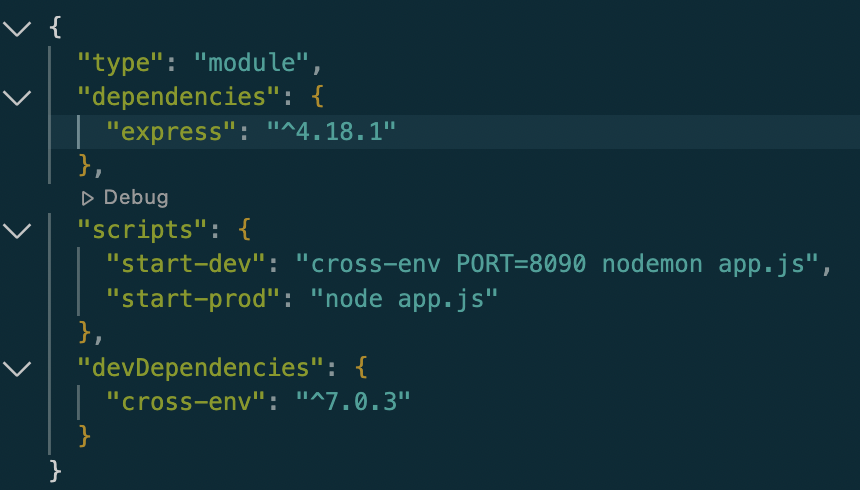 {
"type": "module",
"dependencies": {
"express": "^4.18.1"
},
Debug
"scripts": {
"start-dev": "cross-env PORT=8090 nodemon app.js",
"start-prod": "node app.js"
},
"devDependencies": {
"cross-env": "^7.0.3"
}
}